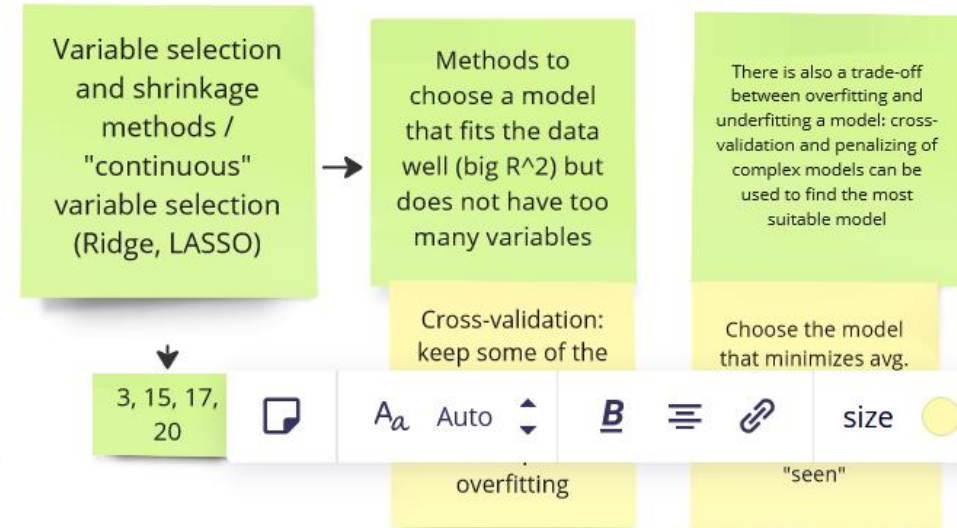 Variable selection
and shrinkage
methods /
"continuous"
variable selection
(Ridge, LASSO)
Methods to
choose a model
that fits the data
well (big R^2) but
does not have too
many variables
There is also a trade-off
between overfitting and
underfitting a model: cross-
validation and penalizing of
complex models can be
used to find the most
suitable model
Cross-validation:
keep some of the
overfitting
Choose the model
that minimizes avg.
"seen"
3, 15, 17,
20
Aa Auto B size